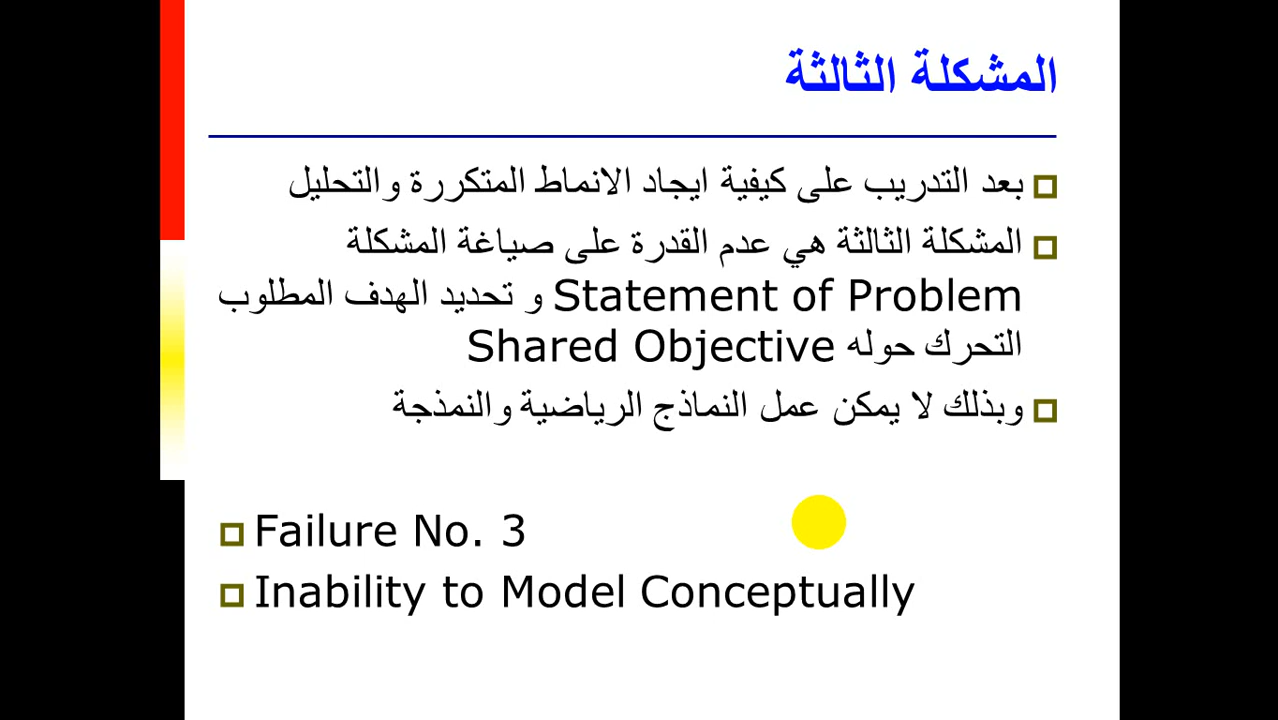 المشكلة الثالثة
بعد التدريب على كيفية ايجاد الانماط المتكررة والتحليل
المشكلة الثالثة هي عدم القدرة على صياغة المشكلة
Statement of Problem و تحديد الهدف المطلوب
التحرك حوله Shared Objective
وبذلك لا يمكن عمل النماذج الرياضية والنمذجة
Failure No. 3
Inability to Model Conceptually